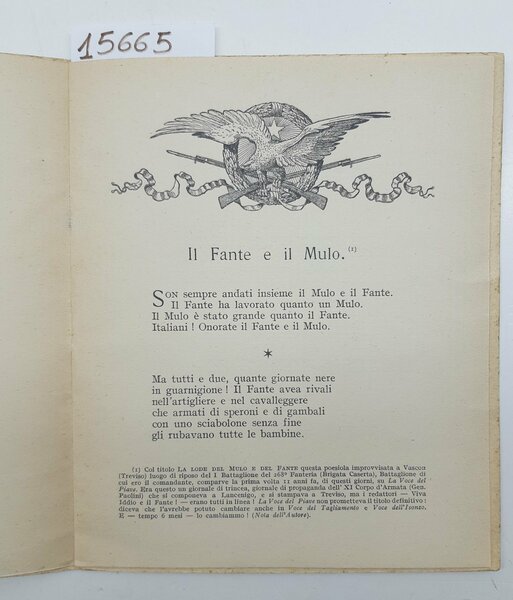 15665
Il Fante e il Mulo. (1)
Son sempre andati insieme il Mulo e il Fante.
Il Fante ha lavorato quanto un Mulo.
Il Mulo è stato grande quanto il Fante.
Italiani ! Onorate il Fante e il Mulo.
*
Ma tutti e due, quante giornate nere
in guarnigione ! Il Fante avea rivali
nell'artigliere e nel cavalleggere
che armati di speroni e di gambali
con uno sciabolone senza fine
gli rubavano tutte le bambine.
(1) Col titolo LA LODE DEL MULO E DEL FANTE questa poesiola improvvisata a Vascon
(Treviso) luogo di riposo del I Battaglione del 268° Fanteria (Brigata Caserta), Battaglione di
cui ero il comandante, comparve la prima volta 11 anni fa, di questi giorni, su La Voce del
Piave. Era questo un giornale di trincea, giornale di propaganda dell' XI Corpo d'Armata (Gen.
Paolini) che si componeva a Lancenigo, e si stampava a Treviso, ma i redattori — Viva
Iddio e il Fante ! — erano tutti in linea ! La Voce del Piave non prometteva il titolo definitivo :
diceva che l'avrebbe potuto cambiare anche in Voce del Tagliamento e Voce dell'Isonzo.
E — tempo 6 mesi — lo cambiammo ! (Nota dell'Autore).